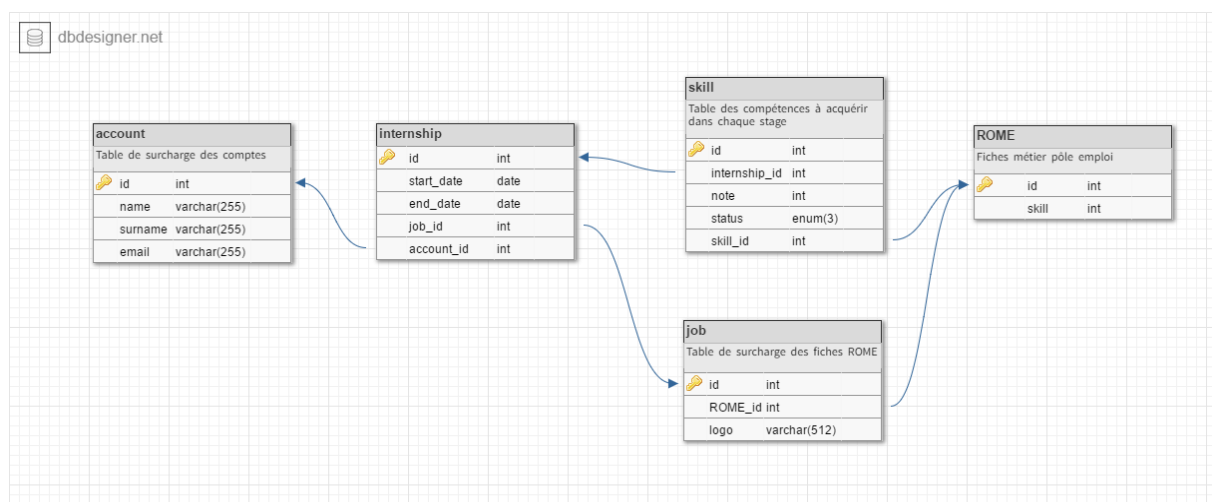 dbdesigner.net
account
Table de surcharge des comptes
id int
name varchar(255)
surname varchar(255)
email varchar(255)
internship
id int
start_date date
end_date date
job_id int
account_id int
skill
Table des compétences à acquérir
dans chaque stage
id int
internship_id int
note int
status enum(3)
skill_id int
job
Table de surcharge des fiches ROME
id int
ROME_id int
logo varchar(512)
ROME
Fiches métier pôle emploi
id int
skill int